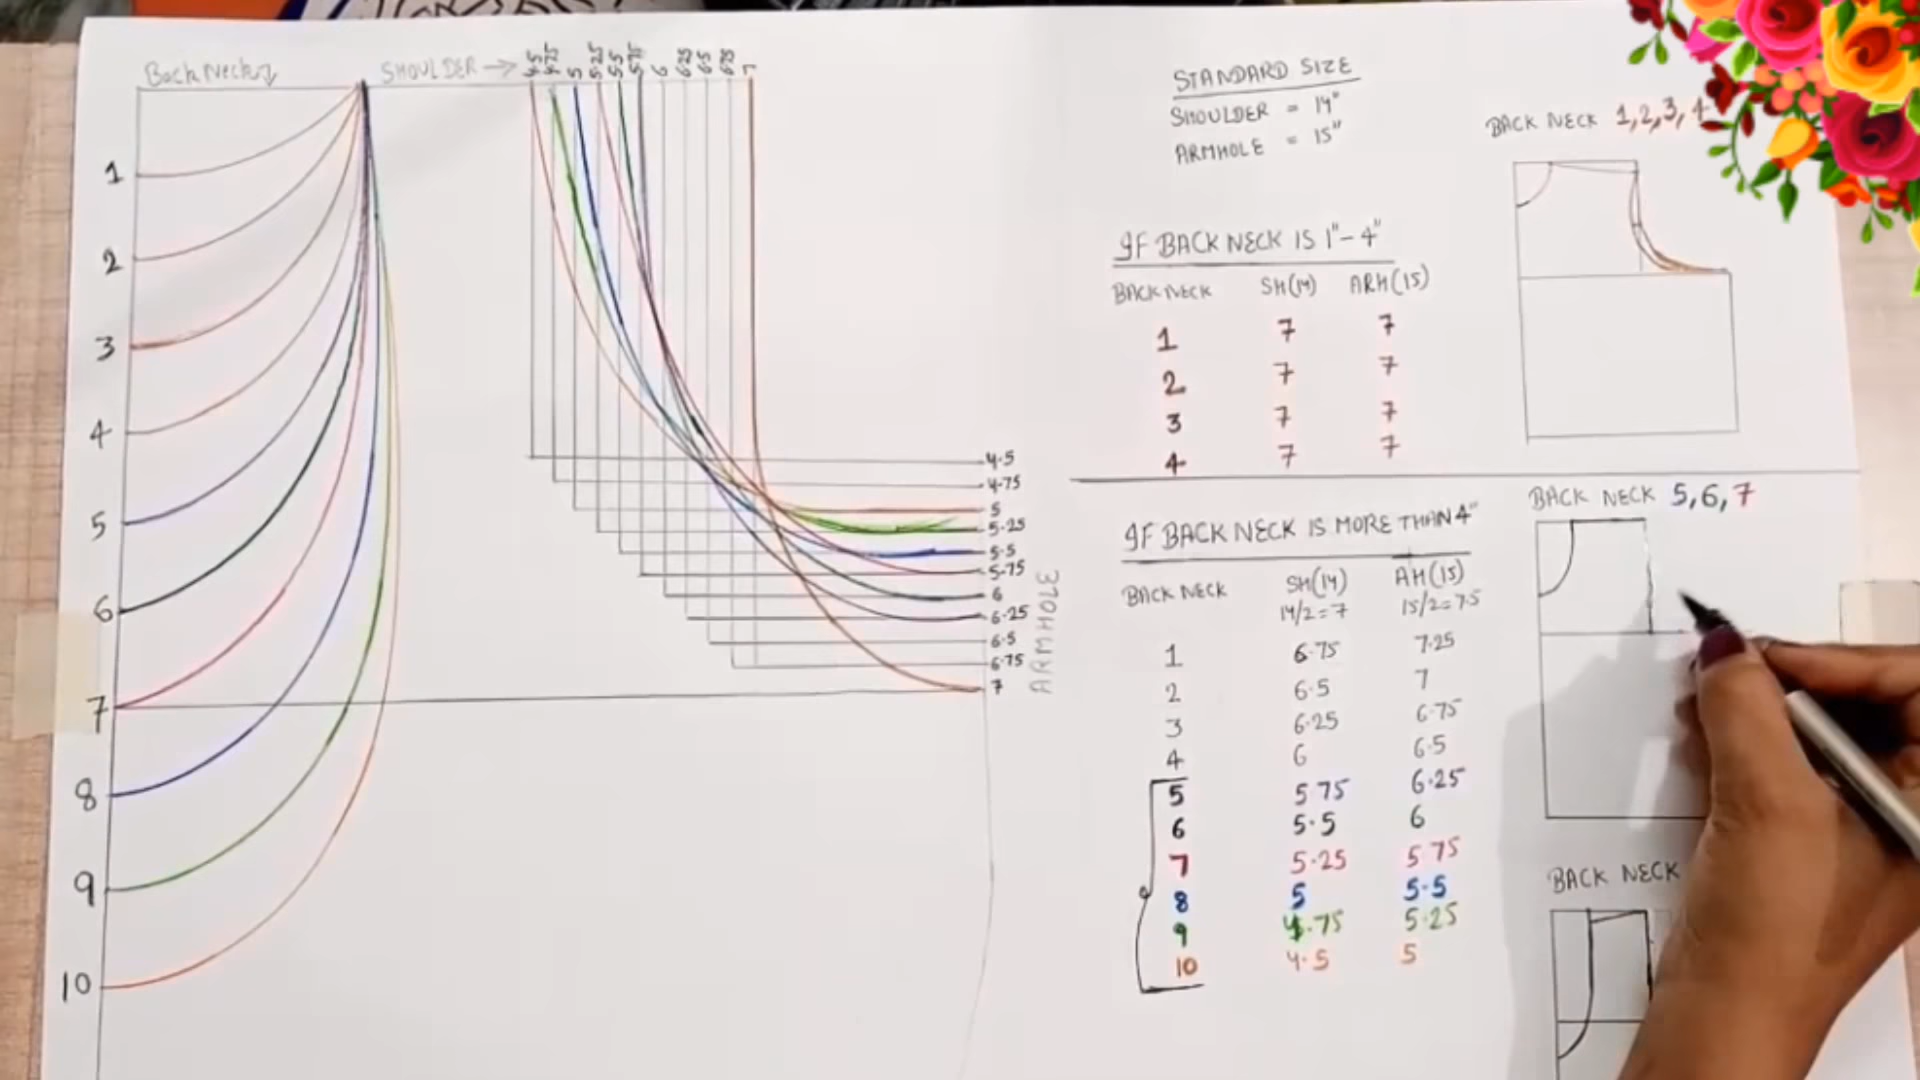 Back Neck
SHOULDER →
4.5 4.75 5 5.25 5.5 5.75 6 6.25 6.5 6.75 7
1
2
3
4
5
6
7
8
9
10
4.5
4.75
5
5.25
5.5
5.75
6
6.25
6.5
6.75
7
ARMHOLE
STANDARD SIZE
SHOULDER = 14"
ARMHOLE = 15"
IF BACK NECK IS 1"-4"
BACK NECK SH(14) ARH(15)
1 7 7
2 7 7
3 7 7
4 7 7
IF BACK NECK IS MORE THAN 4"
BACK NECK SH(14) AH(15)
14/2=7 15/2=7.5
1 6.75 7.25
2 6.5 7
3 6.25 6.75
4 6 6.5
5 5 75 6.25
6 5.5 6
7 5.25 5 75
8 5 5.5
9 4.75 5.25
10 4.5 5
BACK NECK 1,2,3,4
BACK NECK 5,6,7
BACK NECK